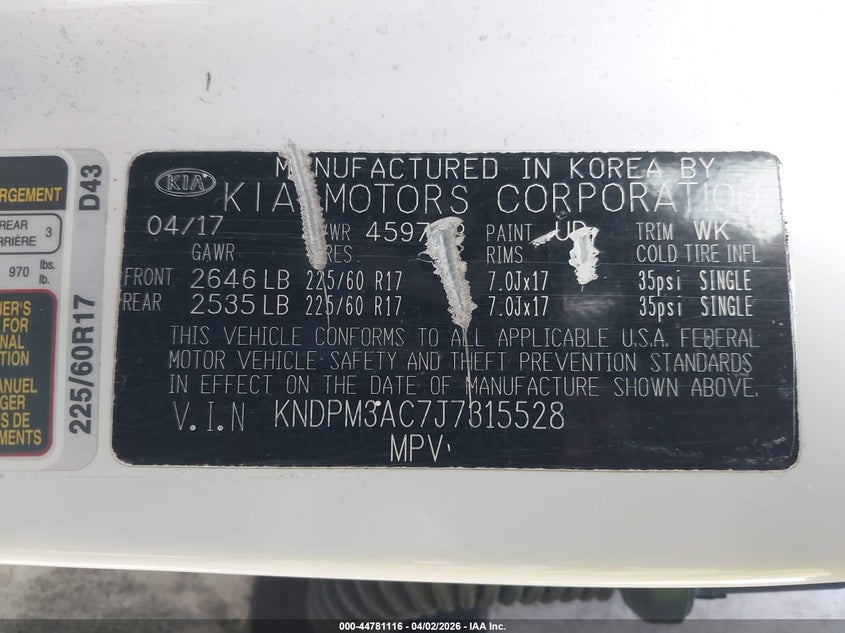 MANUFACTURED IN KOREA BY
KIA
KIA MOTORS CORPORATION
04/17
PAINT UD TRIM WK
GAWR RIMS COLD TIRE INFL
FRONT 2646 LB 225/60 R17 7.0Jx17 35psi SINGLE
REAR 2535 LB 225/60 R17 7.0Jx17 35psi SINGLE
THIS VEHICLE CONFORMS TO ALL APPLICABLE U.S.A. FEDERAL
MOTOR VEHICLE SAFETY AND THEFT PREVENTION STANDARDS
IN EFFECT ON THE DATE OF MANUFACTURE SHOWN ABOVE.
V.I.N KNDPM3AC7J7315528
MPV
D43
225/60R17
REAR 3
970 lbs.
lb.
000-44781116 - 04/02/2026 - IAA, Inc.